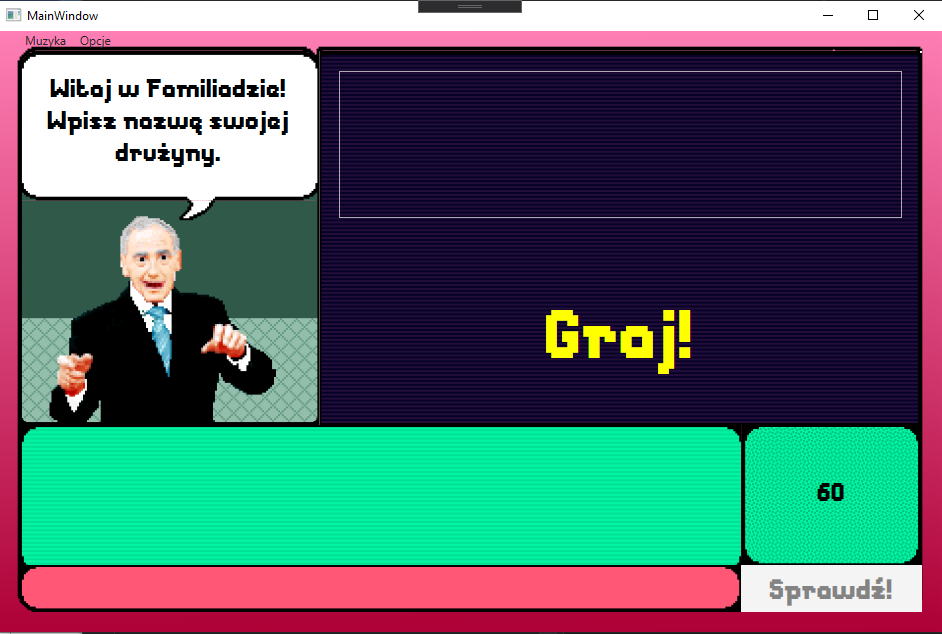 MainWindow
Muzyka Opcje
Witaj w Familiadzie!
Wpisz nazwę swojej
drużyny.
Graj!
60
Sprawdź!